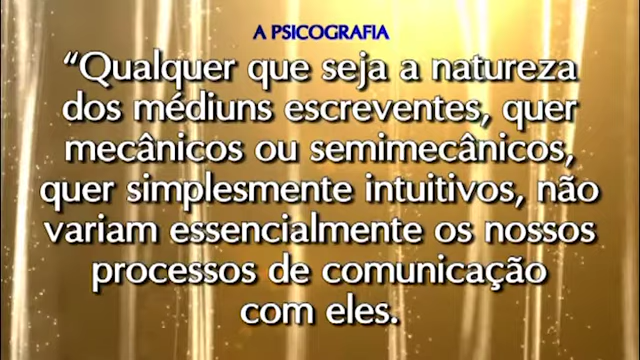 A PSICOGRAFIA
“Qualquer que seja a natureza
dos médiuns escreventes, quer
mecânicos ou semimecânicos,
quer simplesmente intuitivos, não
variam essencialmente os nossos
processos de comunicação
com eles.